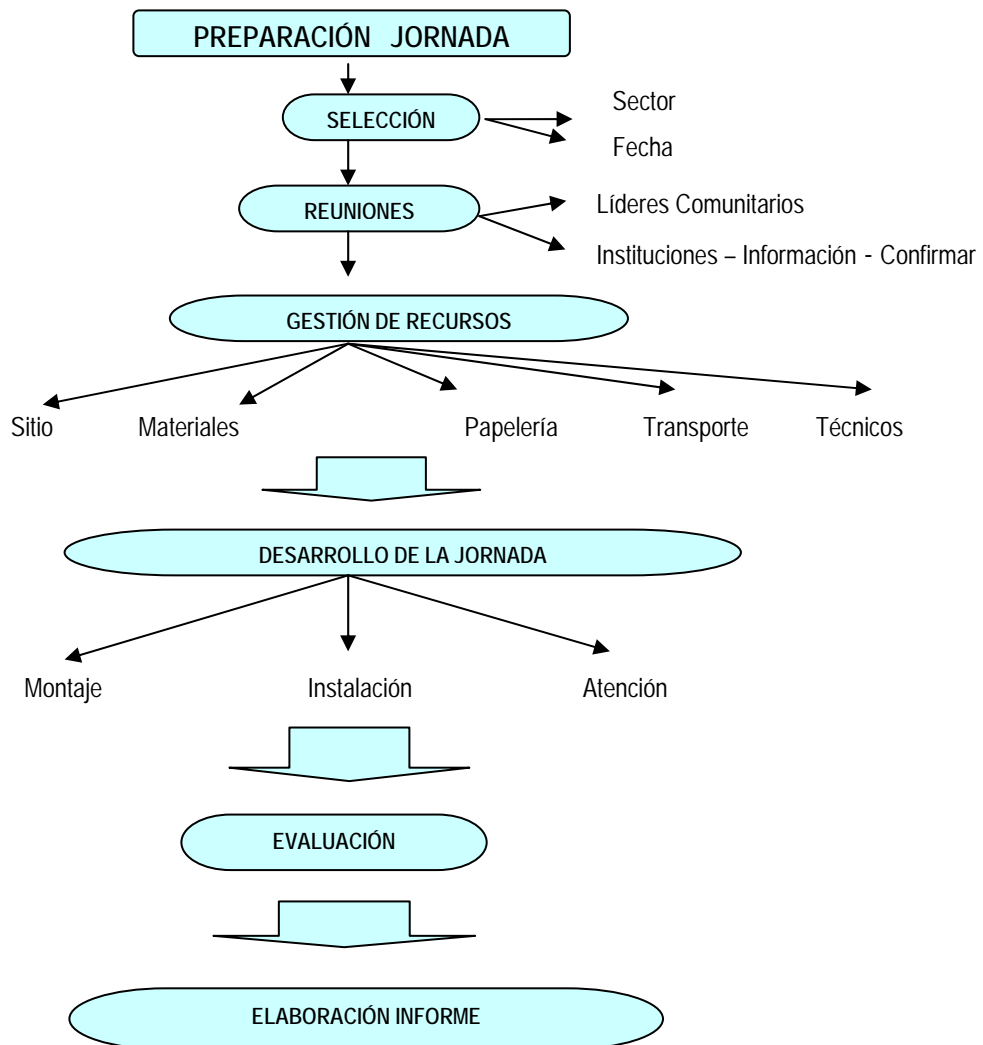 PREPARACIÓN JORNADA
SELECCIÓN
Sector
Fecha
REUNIONES
Líderes Comunitarios
Instituciones – Información - Confirmar
GESTIÓN DE RECURSOS
Sitio Materiales Papelería Transporte Técnicos
DESARROLLO DE LA JORNADA
Montaje Instalación Atención
EVALUACIÓN
ELABORACIÓN INFORME